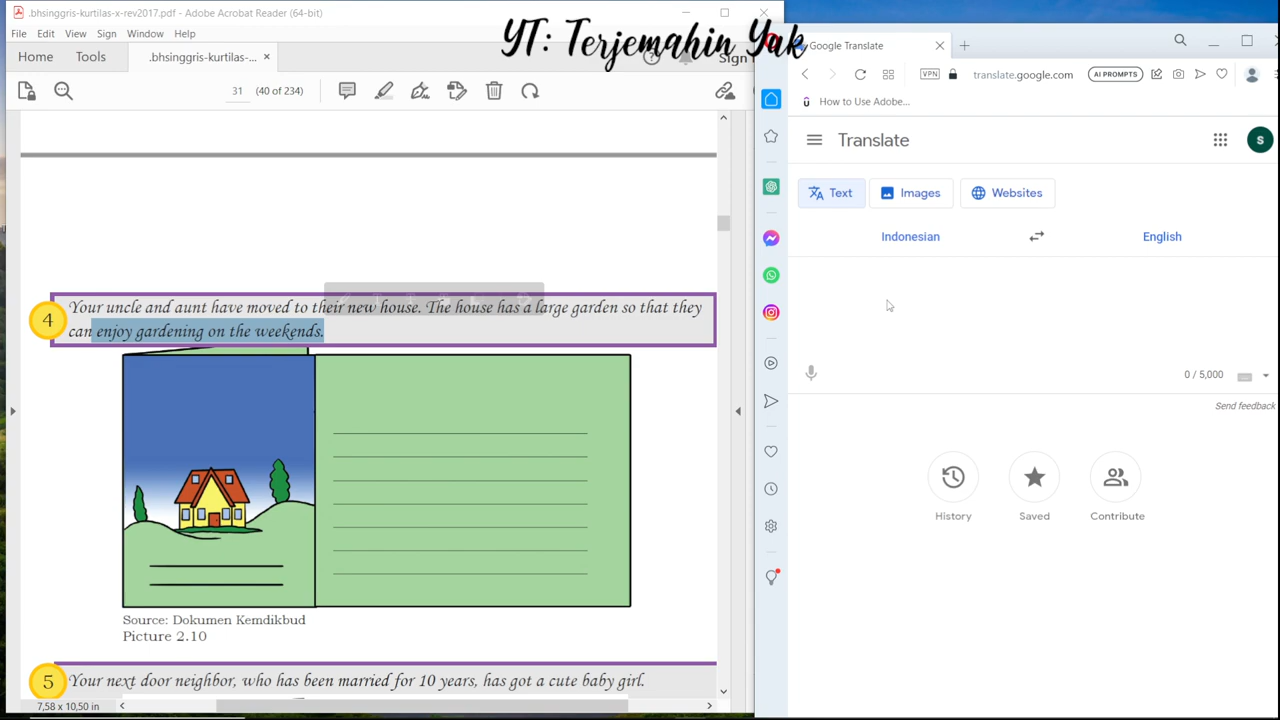 .bhsinggris-kurtilas-x-rev2017.pdf - Adobe Acrobat Reader (64-bit)
File Edit View Sign Window Help
YT: Terjemahin Yuk
Home Tools .bhsinggris-kurtilas-... × Sign
31 (40 of 234)
Your uncle and aunt have moved to their new house. The house has a large garden so that they
4
can enjoy gardening on the weekends.
Source: Dokumen Kemdikbud
Picture 2.10
5 Your next door neighbor, who has been married for 10 years, has got a cute baby girl.
7,58 x 10,50 in
Google Translate
VPN translate.google.com AI PROMPTS
How to Use Adobe...
Translate S
Text Images Websites
Indonesian English
0 / 5,000
Send feedback
History Saved Contribute